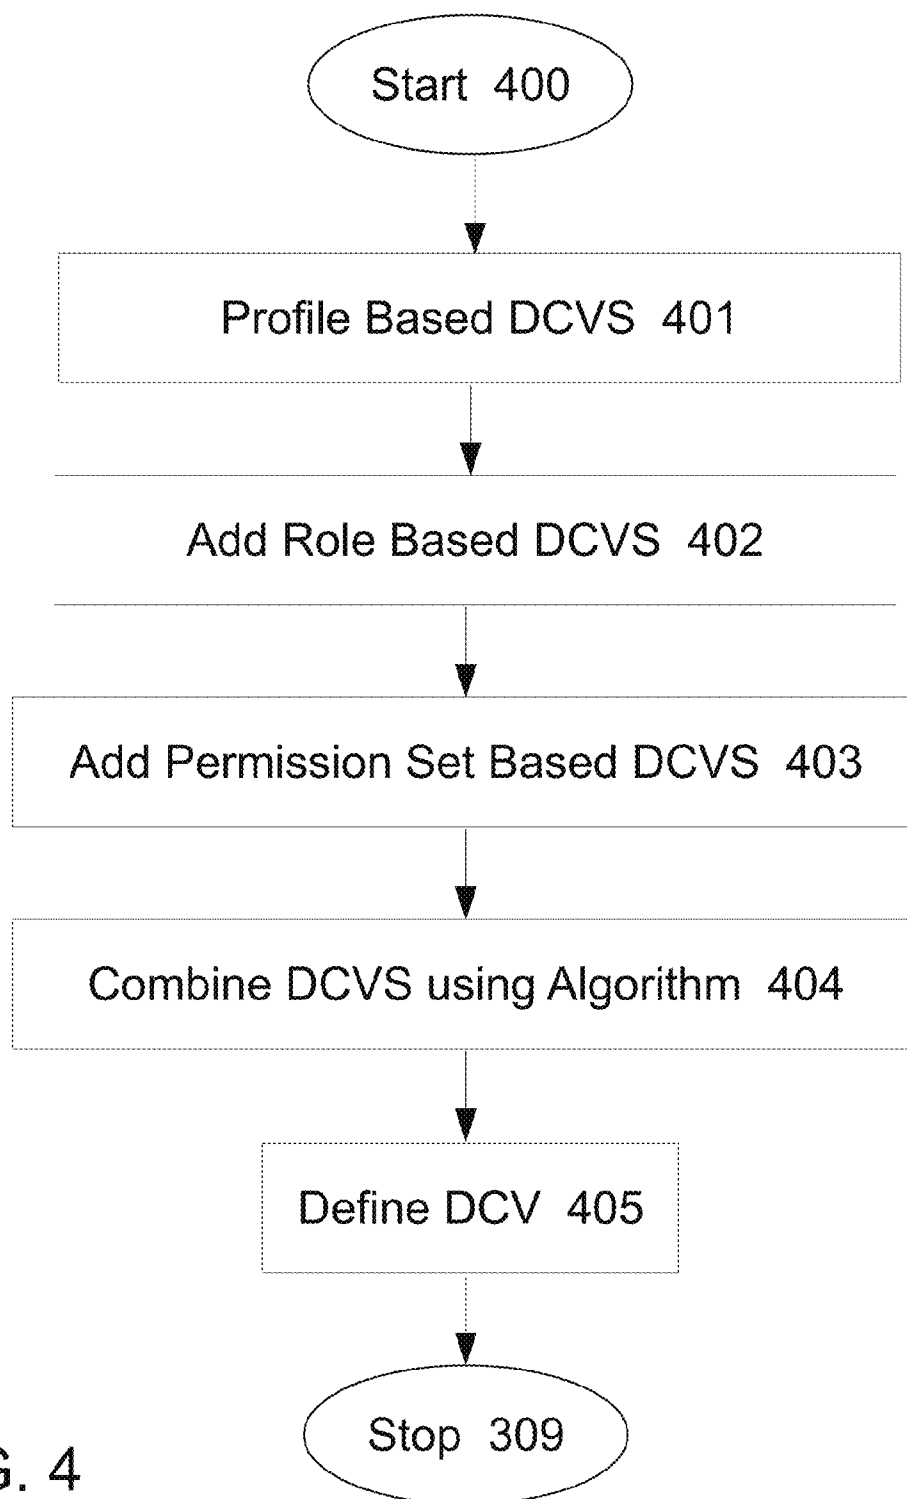 Start 400
Profile Based DCVS 401
Add Role Based DCVS 402
Add Permission Set Based DCVS 403
Combine DCVS using Algorithm 404
Define DCV 405
Stop 309
G. 4